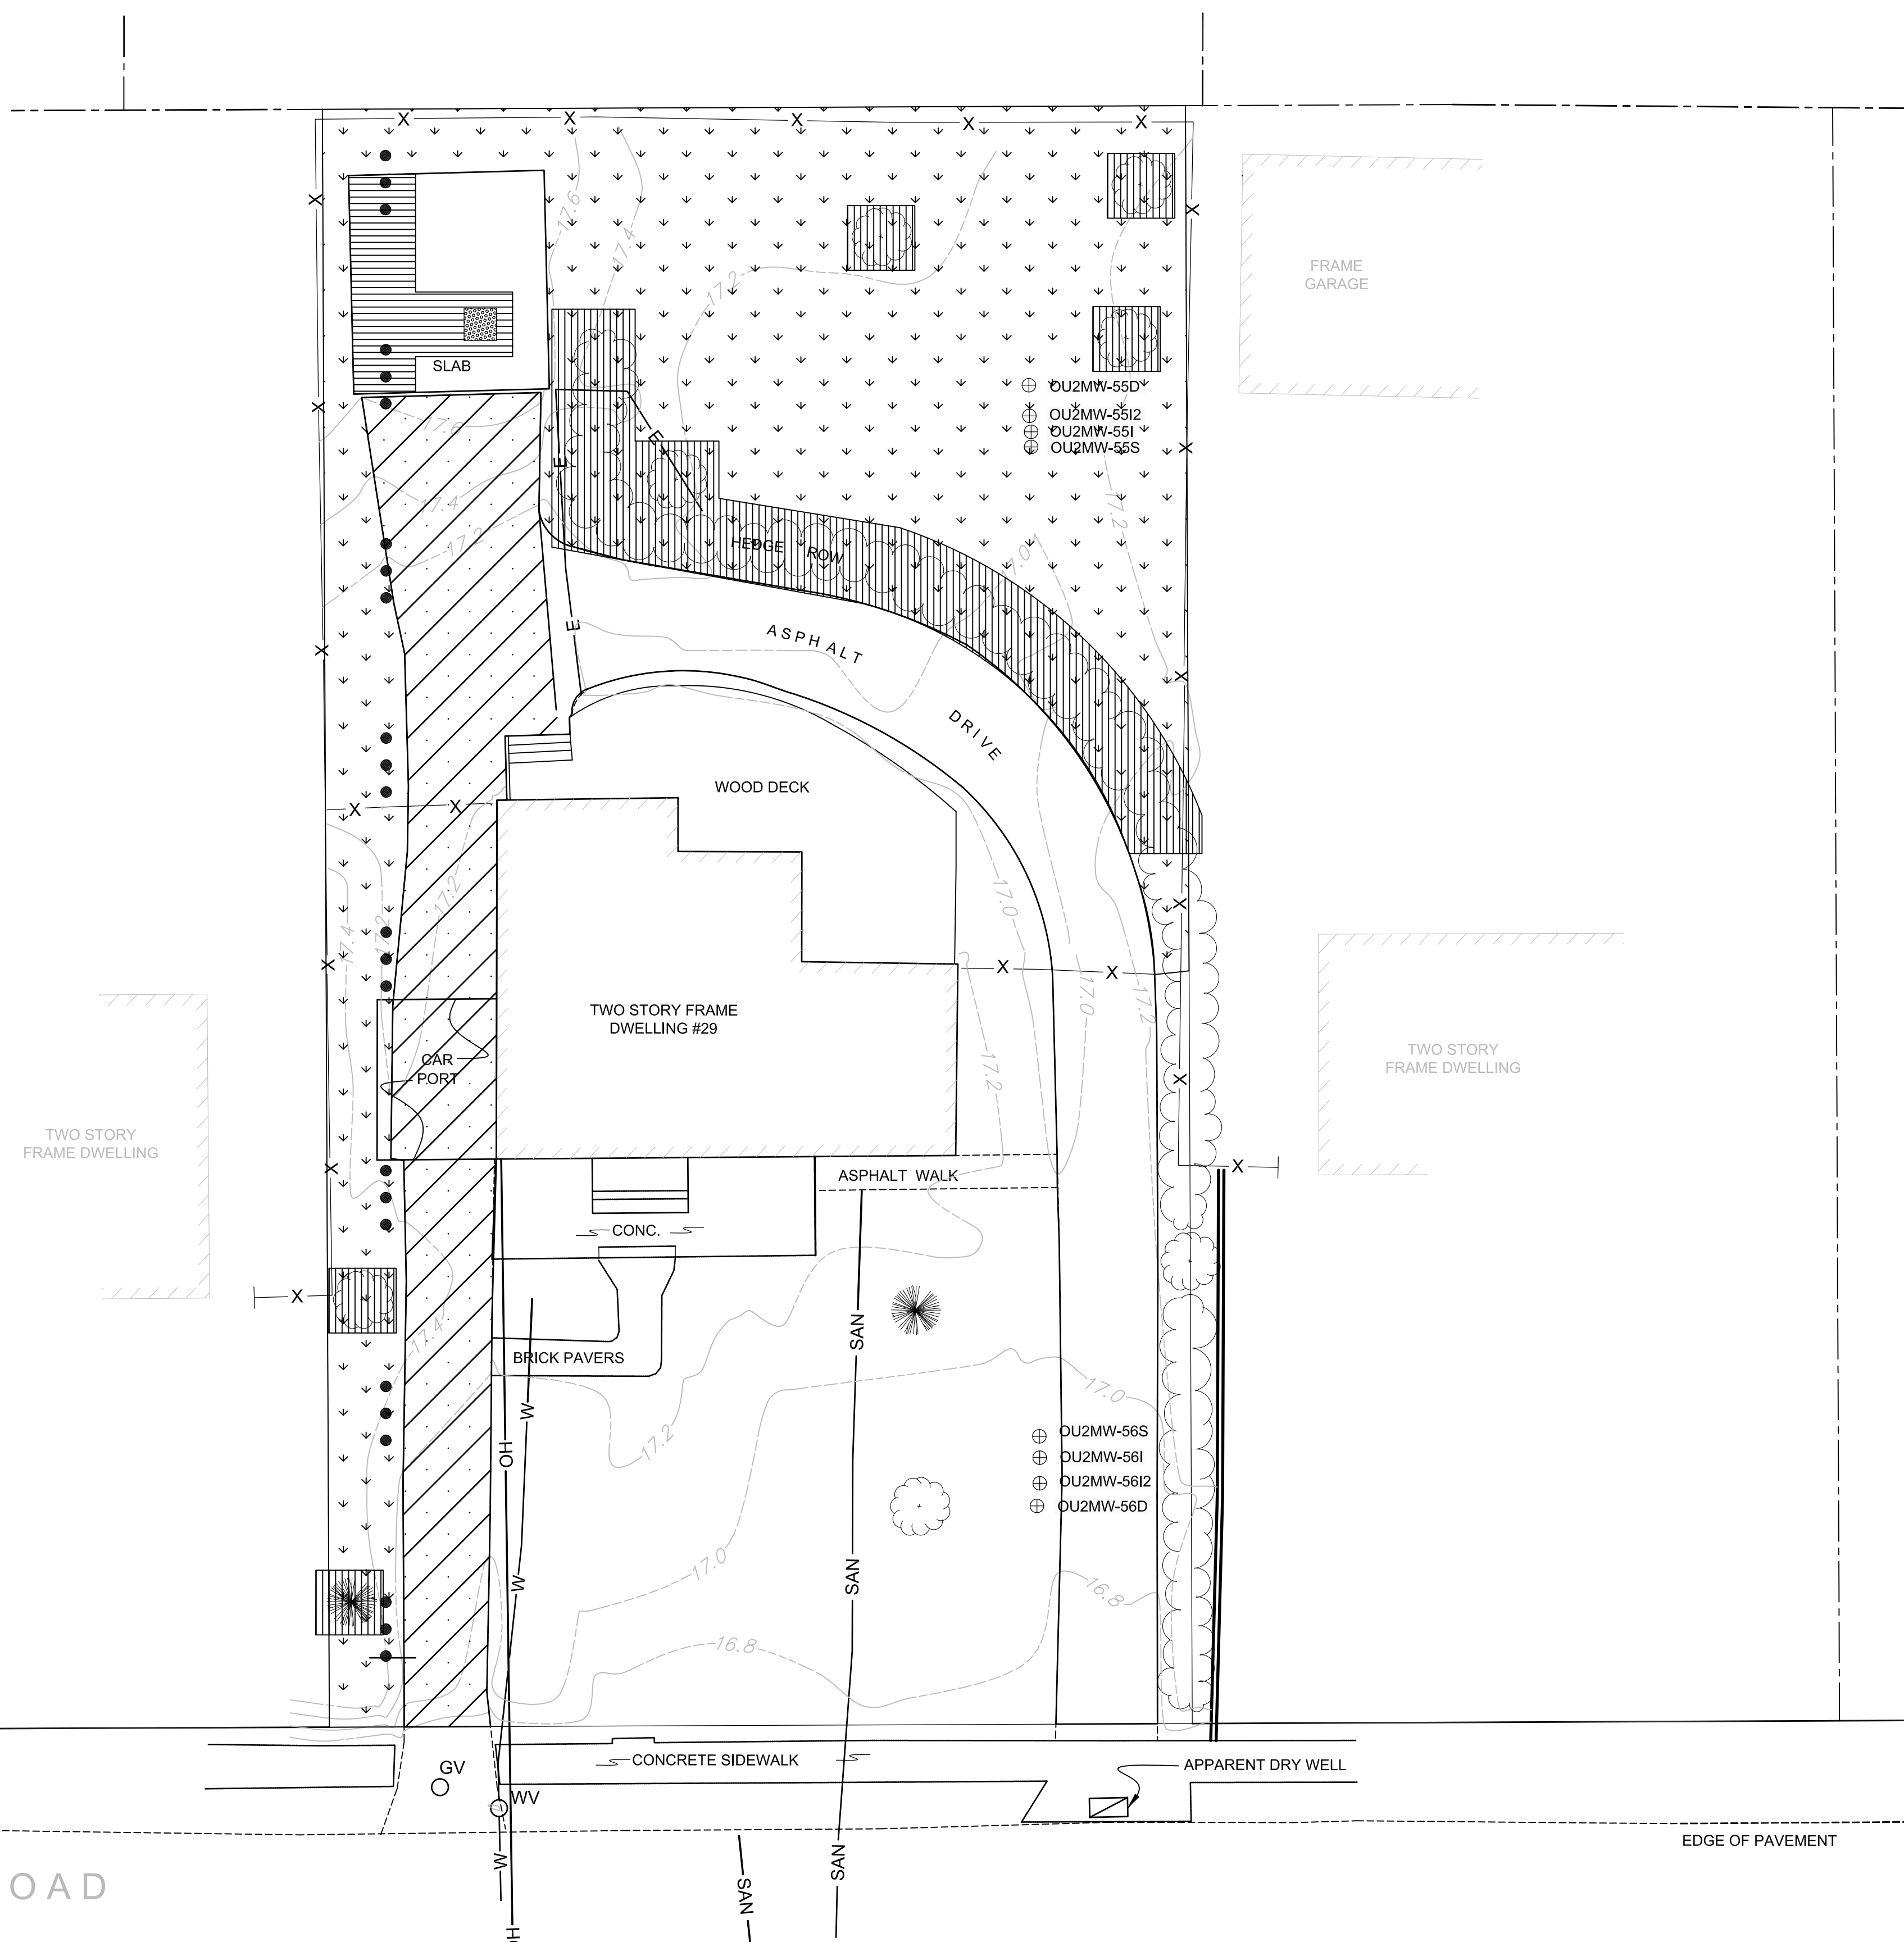 X X X X X
X X
17.6
17.4
17.2
FRAME
GARAGE
SLAB
OU2MW-55D
X
OU2MW-55I2
17.6
OU2MW-55I
E E
OU2MW-55S X
17.4
17.2
17.2
HEDGE ROW
17.0
E
ASPHALT
X X
DRIVE
WOOD DECK
X X
17.2
17.0
X
17.4
17.2
X X X
17.0
17.2
TWO STORY FRAME
DWELLING #29
CAR
PORT
17.2
X
TWO STORY
FRAME DWELLING
TWO STORY
FRAME DWELLING
X
ASPHALT WALK
X
CONC.
X
17.4
SAN
BRICK PAVERS
17.0
W
OH
17.2
OU2MW-56S
OU2MW-56I
OU2MW-56I2
OU2MW-56D
17.0
W
SAN
16.8
16.8
CONCRETE SIDEWALK
APPARENT DRY WELL
GV
WV
EDGE OF PAVEMENT
W
SAN
SAN
OAD